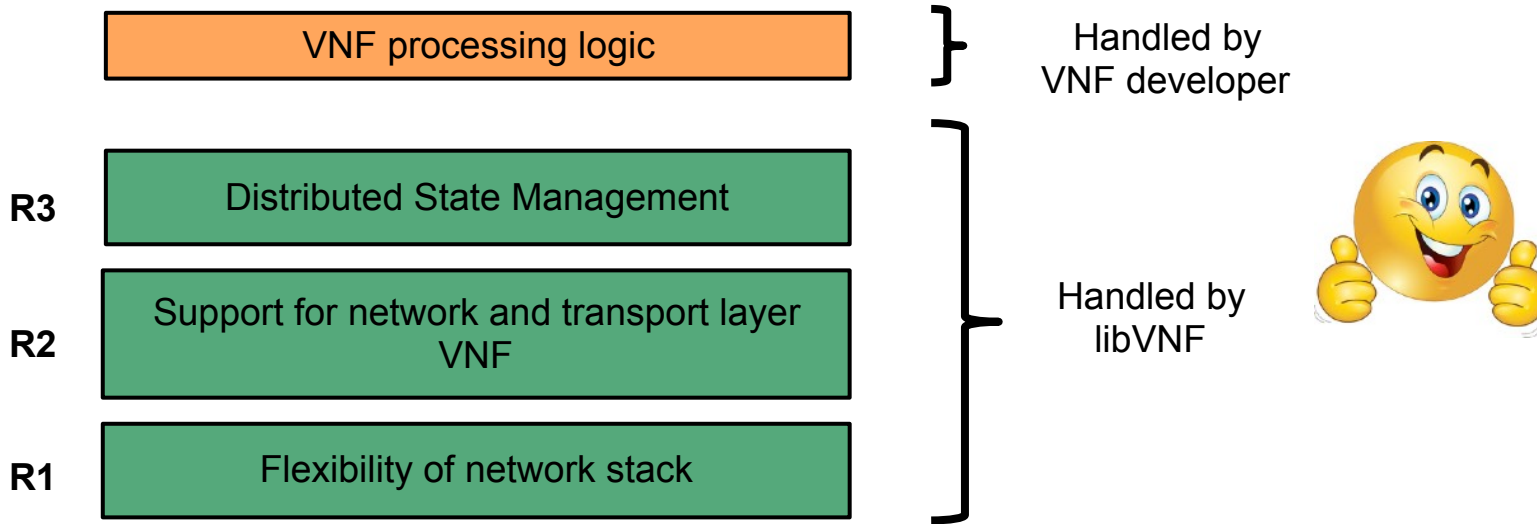 VNF processing logic
Handled by
VNF developer
R3
Distributed State Management
R2
Support for network and transport layer
VNF
Handled by
libVNF
R1
Flexibility of network stack